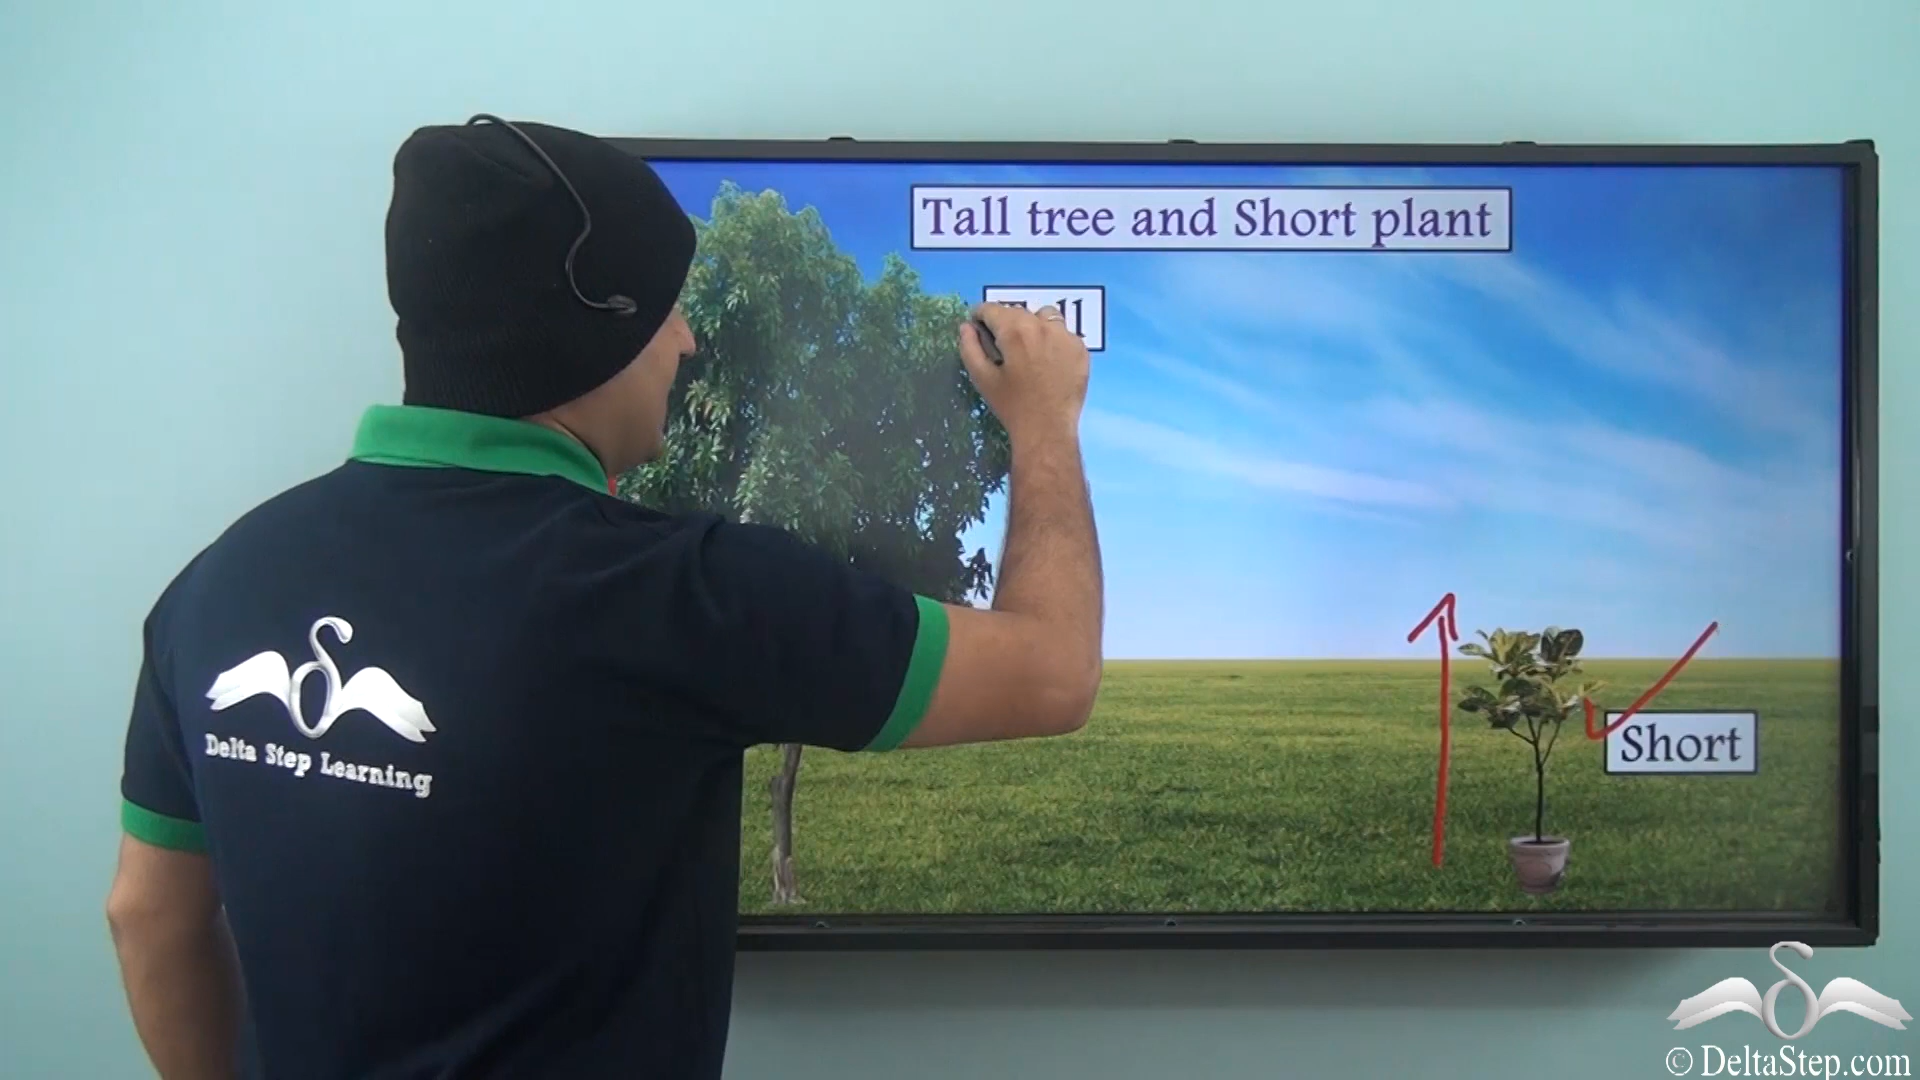 Tall tree and Short plant
Short
Delta Step Learning
© DeltaStep.com